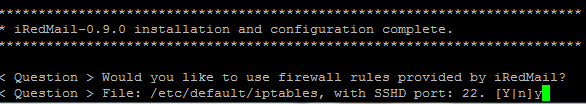 ********************************************************************
* iRedMail-0.9.0 installation and configuration complete.
********************************************************************
< Question > Would you like to use firewall rules provided by iRedMail?
< Question > File: /etc/default/iptables, with SSHD port: 22. [Y|n]y